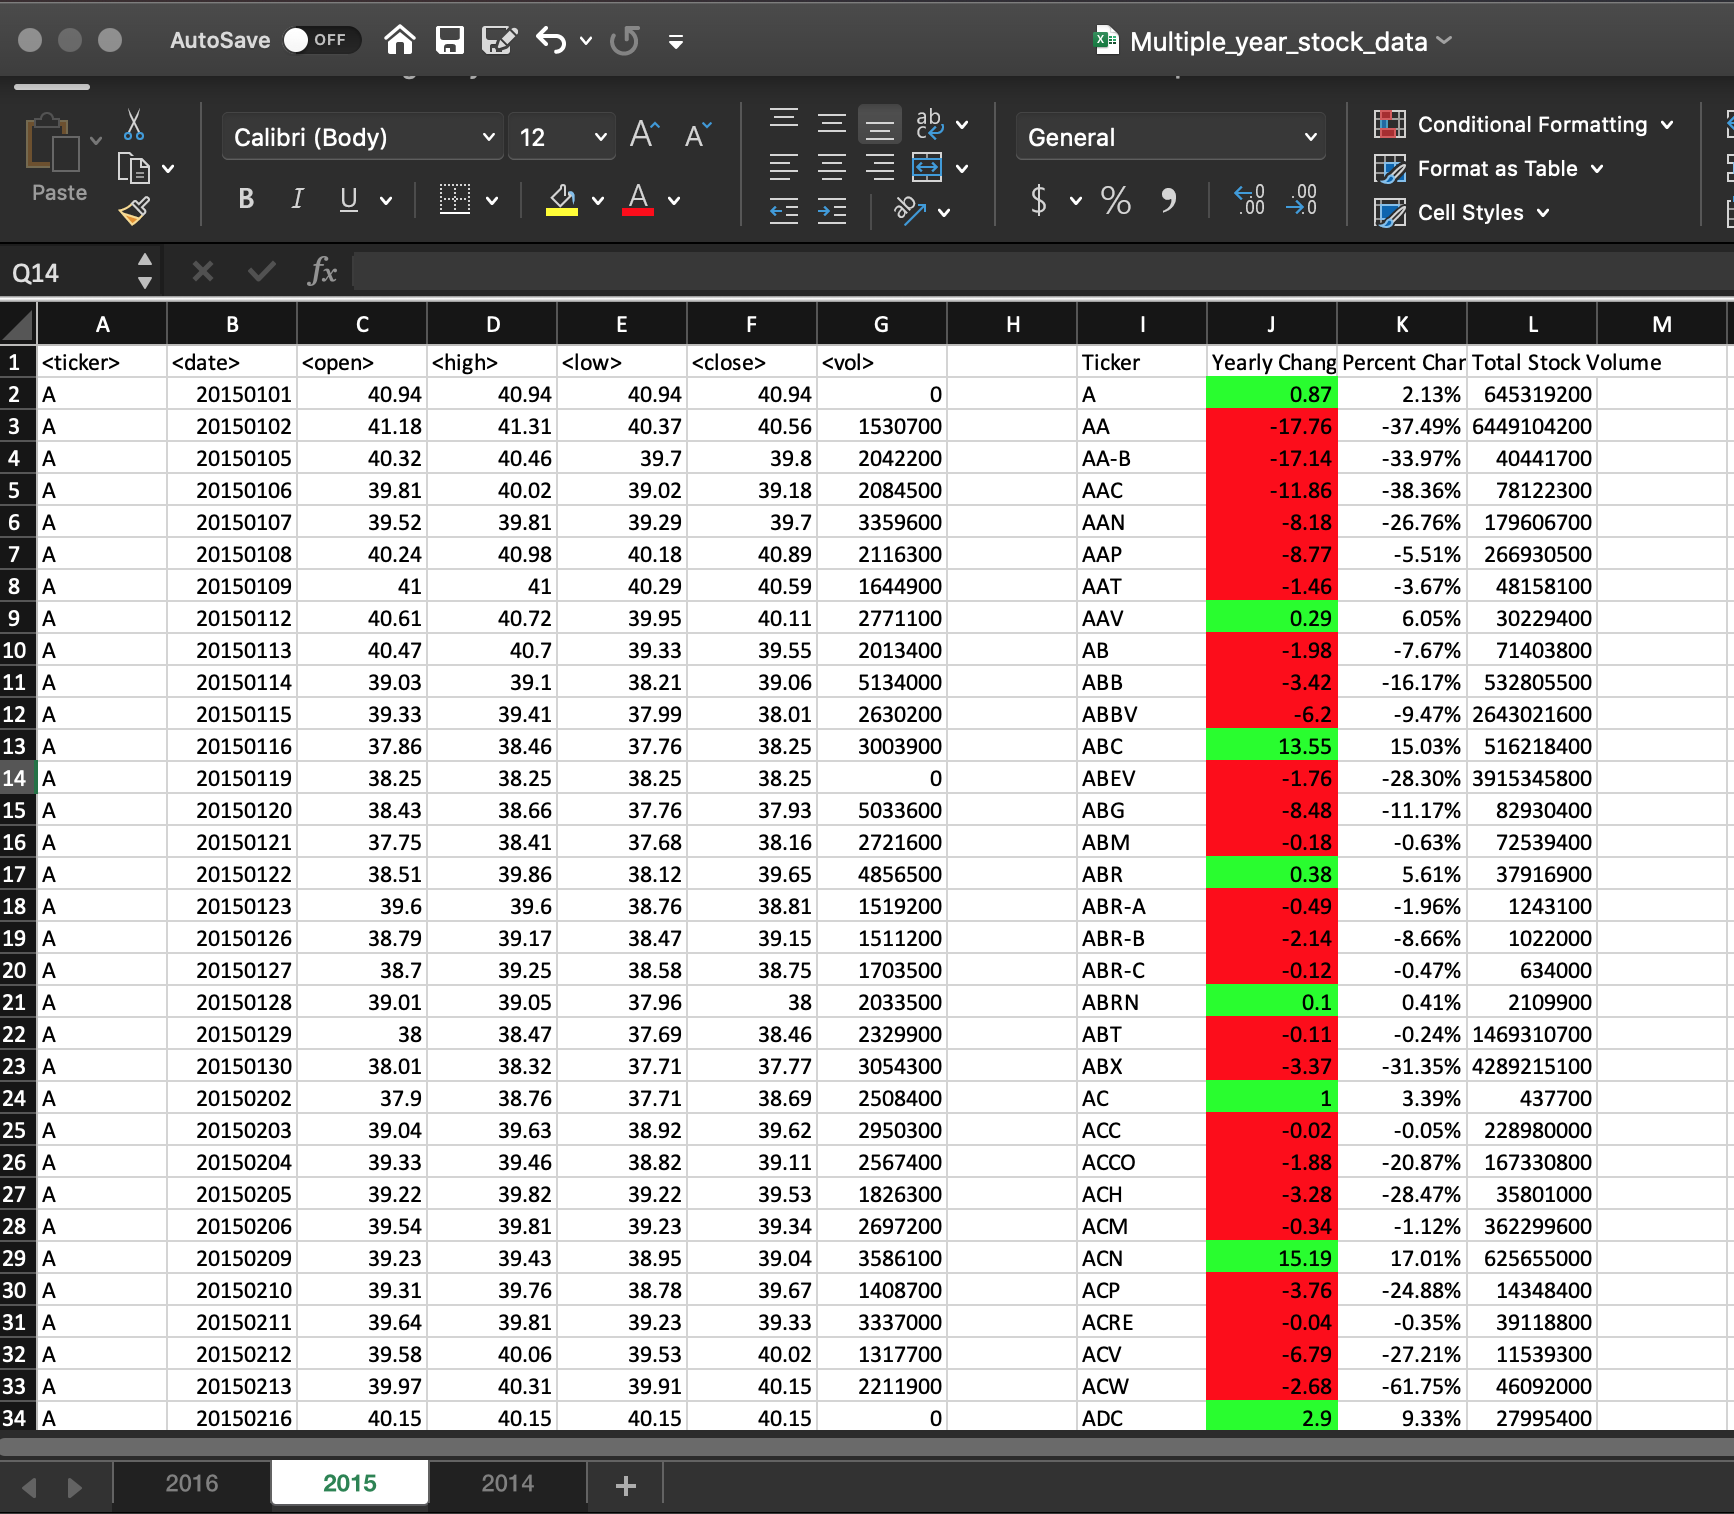 AutoSave OFF Multiple_year_stock_data
Paste Calibri (Body) 12 A A ab General Conditional Formatting
B I U A $ % Format as Table
Cell Styles
Q14 fx
A B C D E F G H I J K L M
1 <ticker> <date> <open> <high> <low> <close> <vol> Ticker Yearly Chang Percent Char Total Stock Volume
2 A 20150101 40.94 40.94 40.94 40.94 0 A 0.87 2.13% 645319200
3 A 20150102 41.18 41.31 40.37 40.56 1530700 AA -17.76 -37.49% 6449104200
4 A 20150105 40.32 40.46 39.7 39.8 2042200 AA-B -17.14 -33.97% 40441700
5 A 20150106 39.81 40.02 39.02 39.18 2084500 AAC -11.86 -38.36% 78122300
6 A 20150107 39.52 39.81 39.29 39.7 3359600 AAN -8.18 -26.76% 179606700
7 A 20150108 40.24 40.98 40.18 40.89 2116300 AAP -8.77 -5.51% 266930500
8 A 20150109 41 41 40.29 40.59 1644900 AAT -1.46 -3.67% 48158100
9 A 20150112 40.61 40.72 39.95 40.11 2771100 AAV 0.29 6.05% 30229400
10 A 20150113 40.47 40.7 39.33 39.55 2013400 AB -1.98 -7.67% 71403800
11 A 20150114 39.03 39.1 38.21 39.06 5134000 ABB -3.42 -16.17% 532805500
12 A 20150115 39.33 39.41 37.99 38.01 2630200 ABBV -6.2 -9.47% 2643021600
13 A 20150116 37.86 38.46 37.76 38.25 3003900 ABC 13.55 15.03% 516218400
14 A 20150119 38.25 38.25 38.25 38.25 0 ABEV -1.76 -28.30% 3915345800
15 A 20150120 38.43 38.66 37.76 37.93 5033600 ABG -8.48 -11.17% 82930400
16 A 20150121 37.75 38.41 37.68 38.16 2721600 ABM -0.18 -0.63% 72539400
17 A 20150122 38.51 39.86 38.12 39.65 4856500 ABR 0.38 5.61% 37916900
18 A 20150123 39.6 39.6 38.76 38.81 1519200 ABR-A -0.49 -1.96% 1243100
19 A 20150126 38.79 39.17 38.47 39.15 1511200 ABR-B -2.14 -8.66% 1022000
20 A 20150127 38.7 39.25 38.58 38.75 1703500 ABR-C -0.12 -0.47% 634000
21 A 20150128 39.01 39.05 37.96 38 2033500 ABRN 0.1 0.41% 2109900
22 A 20150129 38 38.47 37.69 38.46 2329900 ABT -0.11 -0.24% 1469310700
23 A 20150130 38.01 38.32 37.71 37.77 3054300 ABX -3.37 -31.35% 4289215100
24 A 20150202 37.9 38.76 37.71 38.69 2508400 AC 1 3.39% 437700
25 A 20150203 39.04 39.63 38.92 39.62 2950300 ACC -0.02 -0.05% 228980000
26 A 20150204 39.33 39.46 38.82 39.11 2567400 ACCO -1.88 -20.87% 167330800
27 A 20150205 39.22 39.82 39.22 39.53 1826300 ACH -3.28 -28.47% 35801000
28 A 20150206 39.54 39.81 39.23 39.34 2697200 ACM -0.34 -1.12% 362299600
29 A 20150209 39.23 39.43 38.95 39.04 3586100 ACN 15.19 17.01% 625655000
30 A 20150210 39.31 39.76 38.78 39.67 1408700 ACP -3.76 -24.88% 14348400
31 A 20150211 39.64 39.81 39.23 39.33 3337000 ACRE -0.04 -0.35% 39118800
32 A 20150212 39.58 40.06 39.53 40.02 1317700 ACV -6.79 -27.21% 11539300
33 A 20150213 39.97 40.31 39.91 40.15 2211900 ACW -2.68 -61.75% 46092000
34 A 20150216 40.15 40.15 40.15 40.15 0 ADC 2.9 9.33% 27995400
2016 2015 2014 +